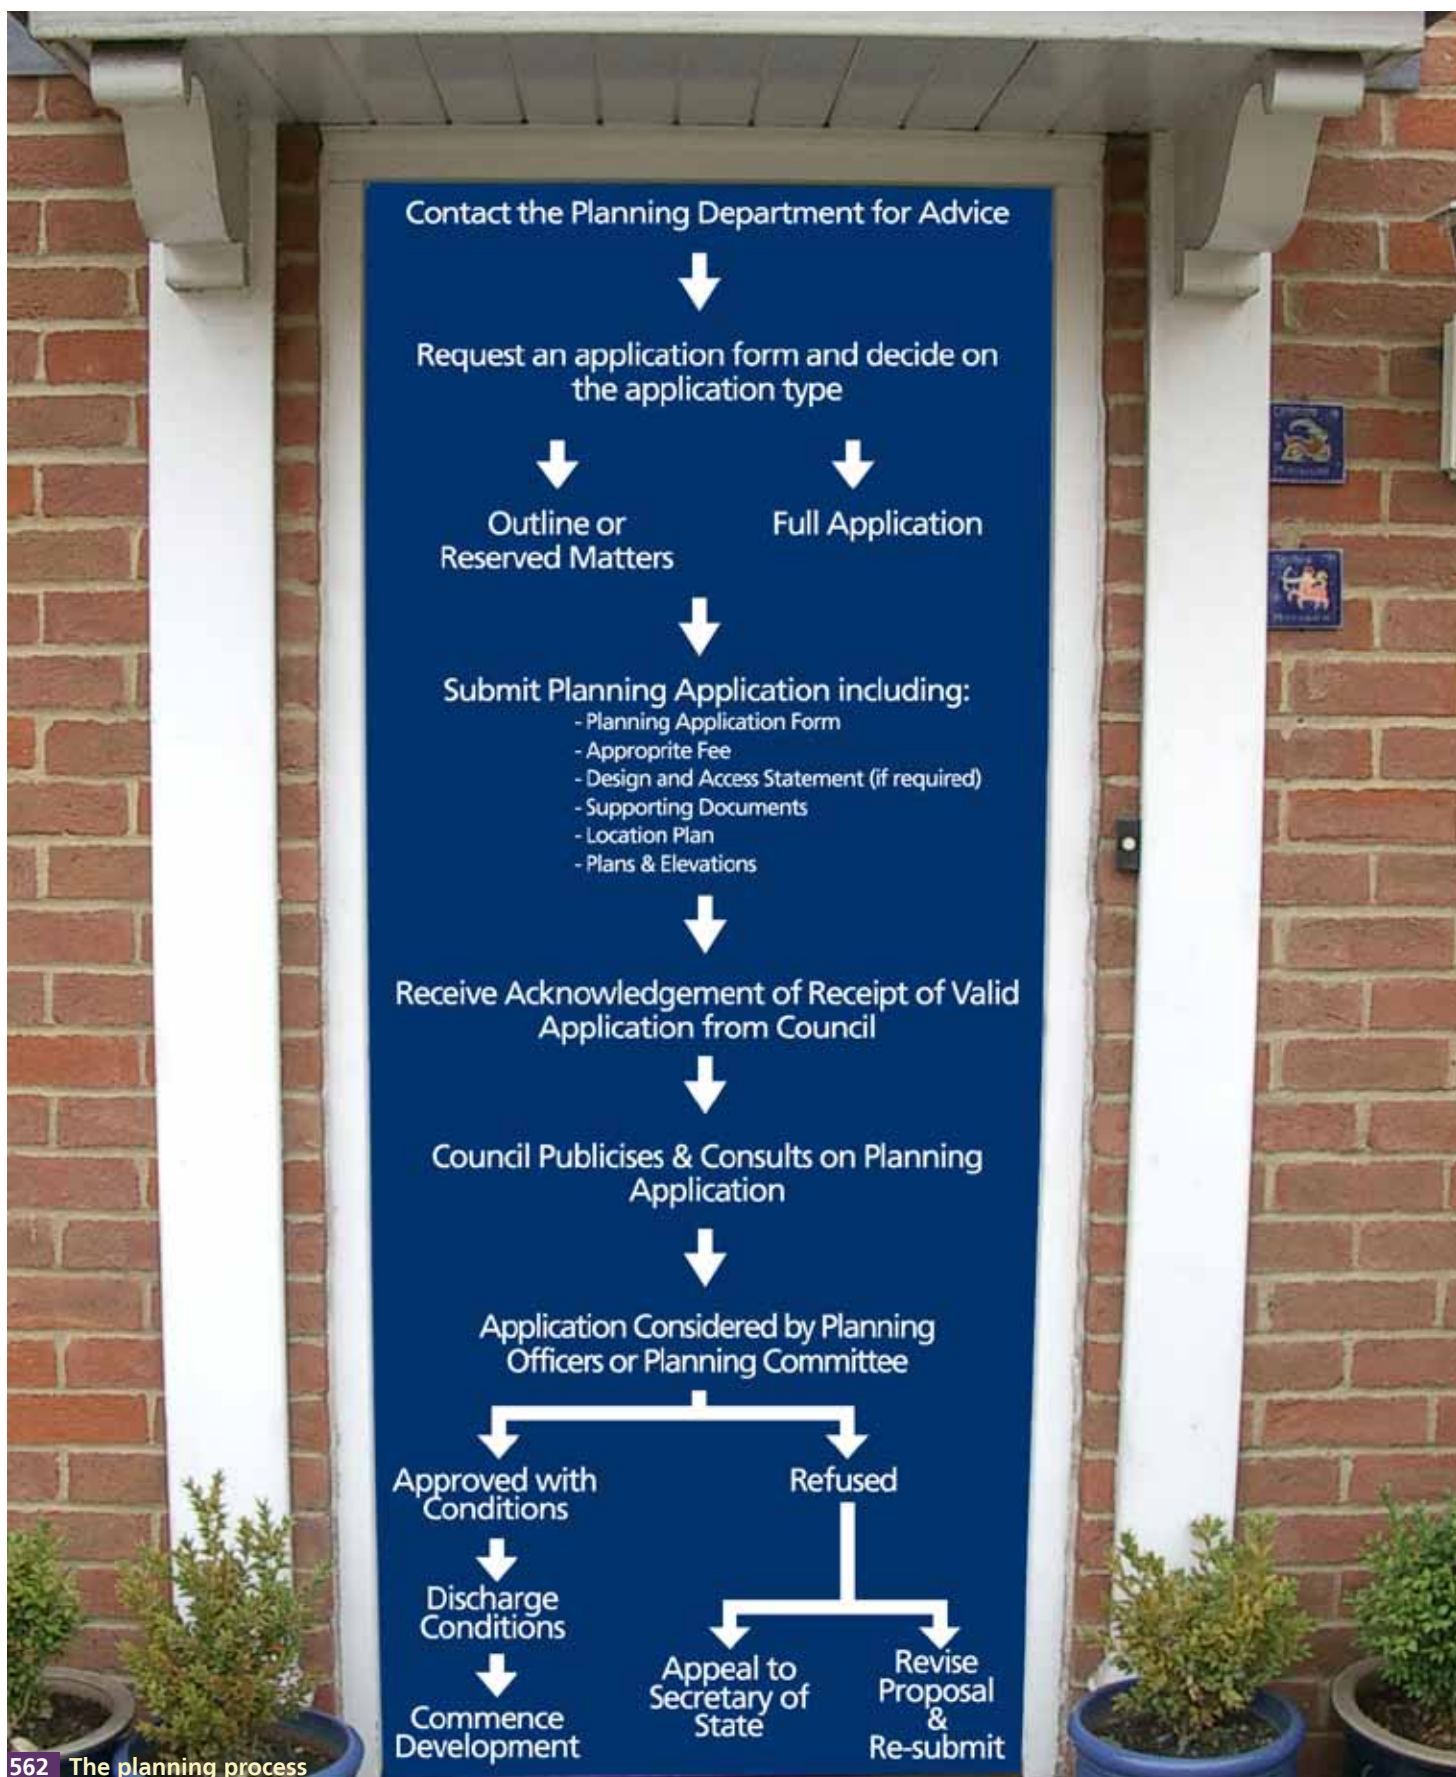 Contact the Planning Department for Advice
Request an application form and decide on
the application type
Outline or
Reserved Matters
Full Application
Submit Planning Application including:
- Planning Application Form
- Approprite Fee
- Design and Access Statement (if required)
- Supporting Documents
- Location Plan
- Plans & Elevations
Receive Acknowledgement of Receipt of Valid
Application from Council
Council Publicises & Consults on Planning
Application
Application Considered by Planning
Officers or Planning Committee
Approved with
Conditions
Discharge
Conditions
Commence
Development
Refused
Appeal to
Secretary of
State
Revise
Proposal
&
Re-submit
562 The planning process